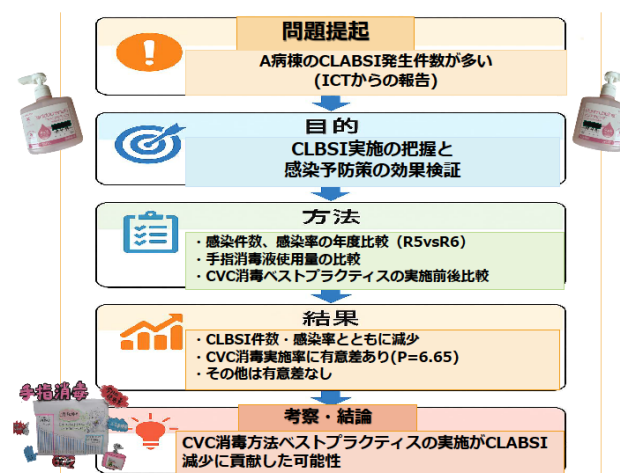 問題提起
A病棟のCLABSI発生件数が多い
(ICTからの報告)
目的
CLBSI実施の把握と
感染予防策の効果検証
方法
・感染件数、感染率の年度比較（R5vsR6）
・手指消毒液使用量の比較
・CVC消毒ベストプラクティスの実施前後比較
結果
・CLBSI件数・感染率とともに減少
・CVC消毒実施率に有意差あり(P=6.65)
・その他は有意差なし
手指消毒
考察・結論
CVC消毒方法ベストプラクティスの実施がCLABSI
減少に貢献した可能性